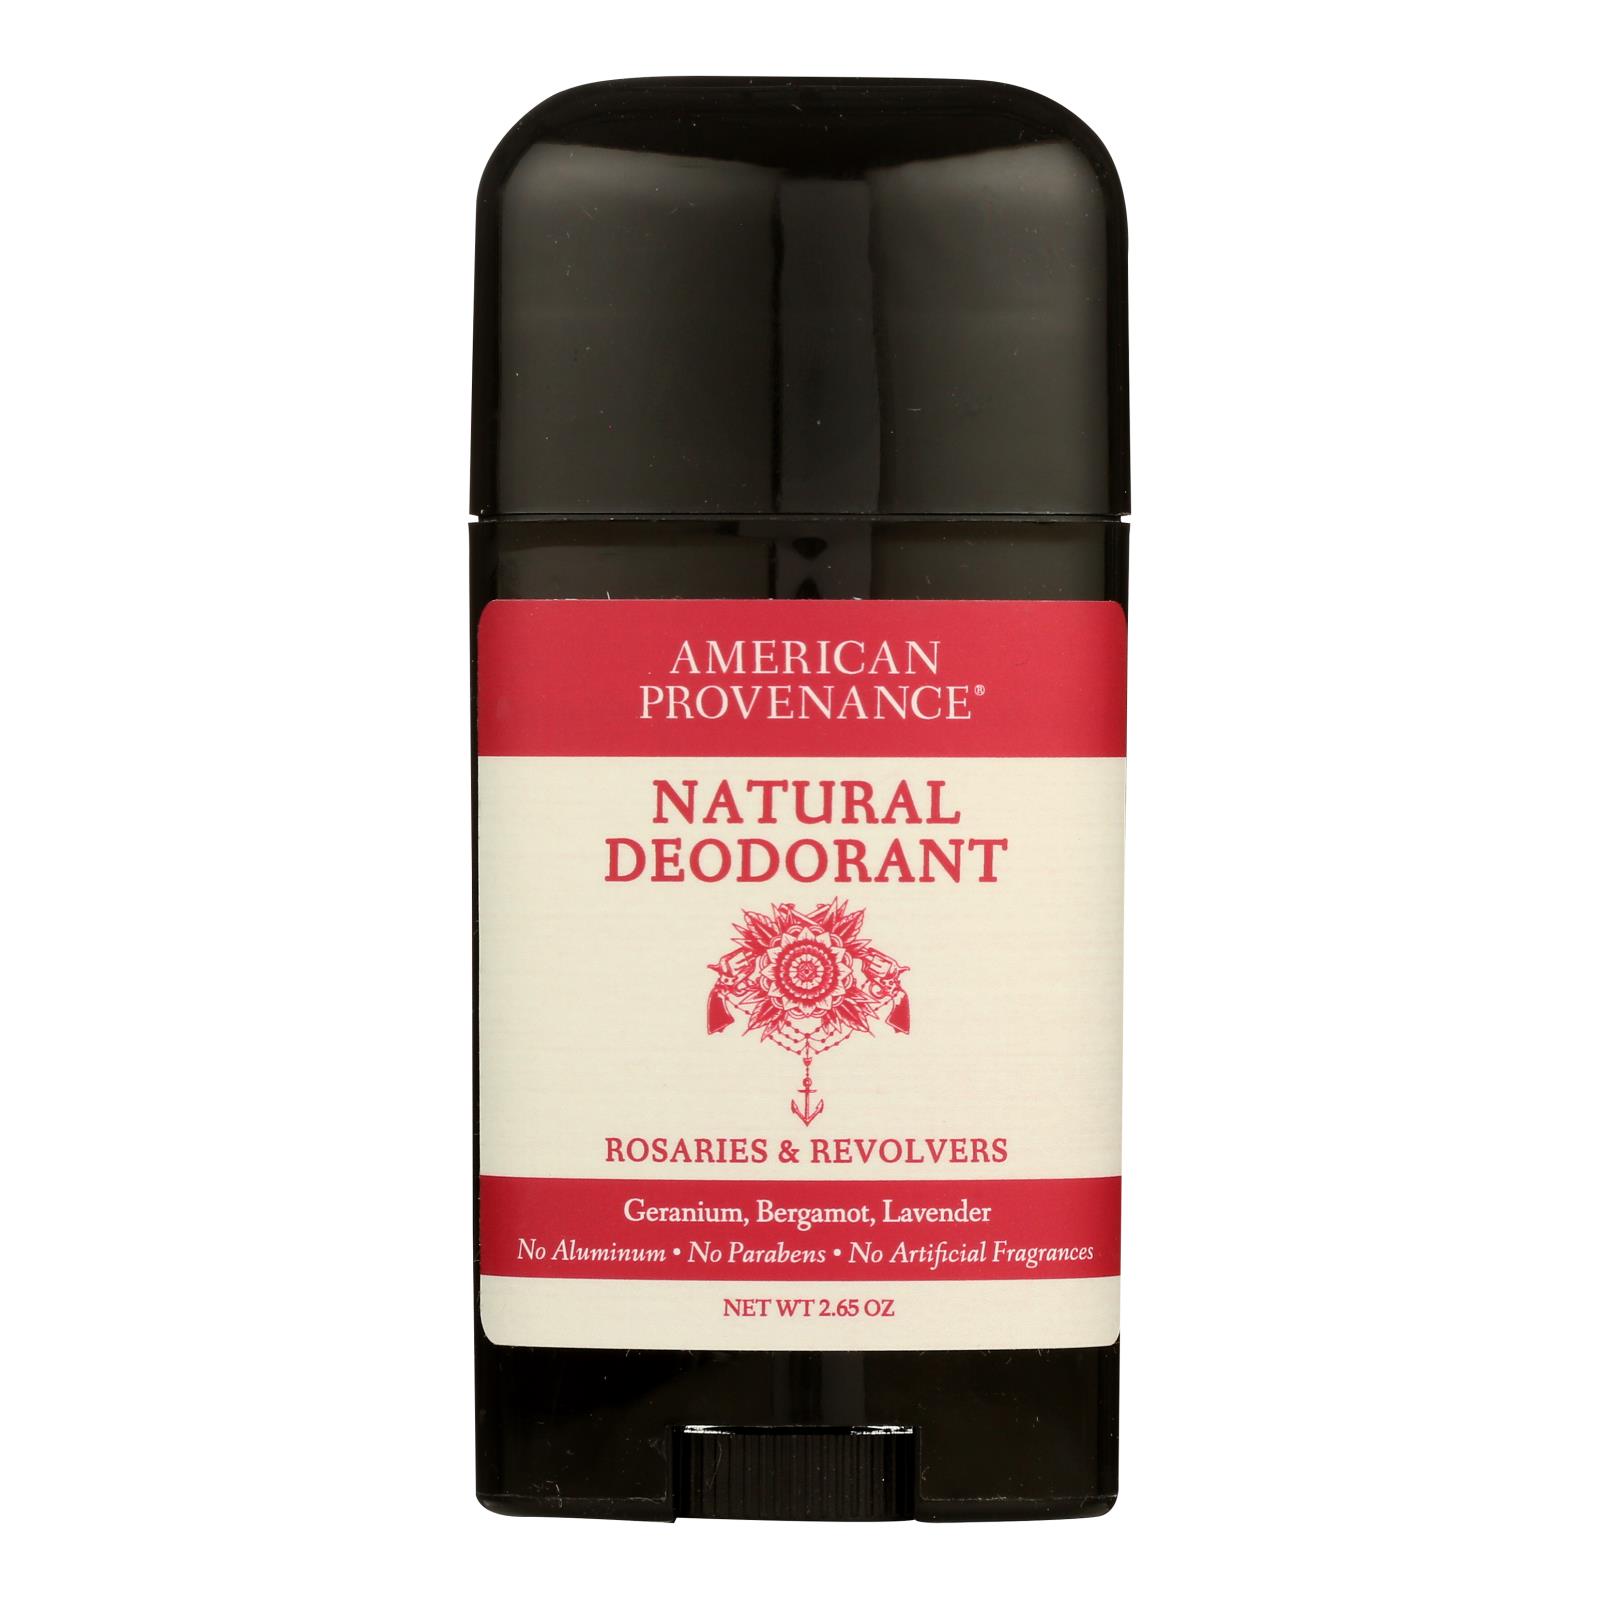 AMERICAN
PROVENANCE®
NATURAL
DEODORANT
ROSARIES & REVOLVERS
Geranium, Bergamot, Lavender
No Aluminum • No Parabens • No Artificial Fragrances
NET WT 2.65 OZ